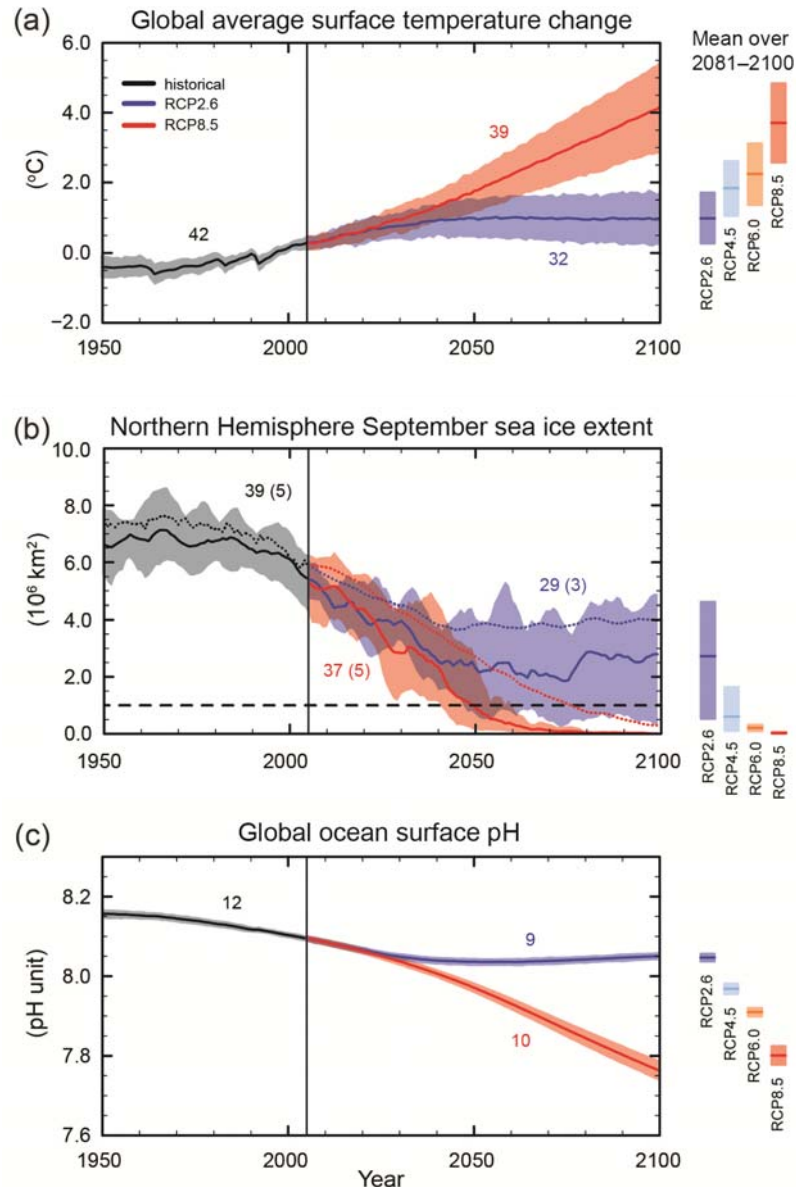 (a) Global average surface temperature change
Mean over
2081–2100
6.0
4.0
2.0
0.0
−2.0
(°C)
historical
RCP2.6
RCP8.5
42
39
32
1950
2000
2050
2100
RCP2.6
RCP4.5
RCP6.0
RCP8.5
(b) Northern Hemisphere September sea ice extent
10.0
8.0
6.0
4.0
2.0
0.0
(10⁶ km²)
39 (5)
29 (3)
37 (5)
1950
2000
2050
2100
RCP2.6
RCP4.5
RCP6.0
RCP8.5
(c) Global ocean surface pH
8.2
8.0
7.8
7.6
(pH unit)
12
9
10
1950
2000
2050
2100
Year
RCP2.6
RCP4.5
RCP6.0
RCP8.5